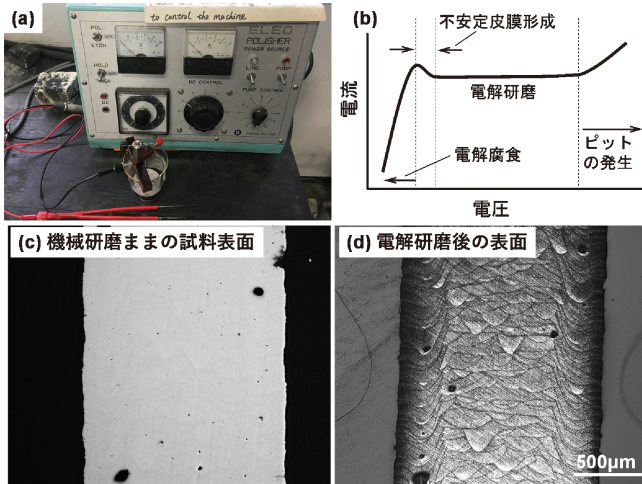 (a)
to control the machine
ELEC
POLISHER
POWER SOURCE
POL
ETCH
HOLD
LINE
PUMP
DC CONTROL
PUMP CONTROL
(b)
不安定皮膜形成
電流
電解研磨
電解腐食
ピット
の発生
電圧
(c) 機械研磨ままの試料表面
(d) 電解研磨後の表面
500μm